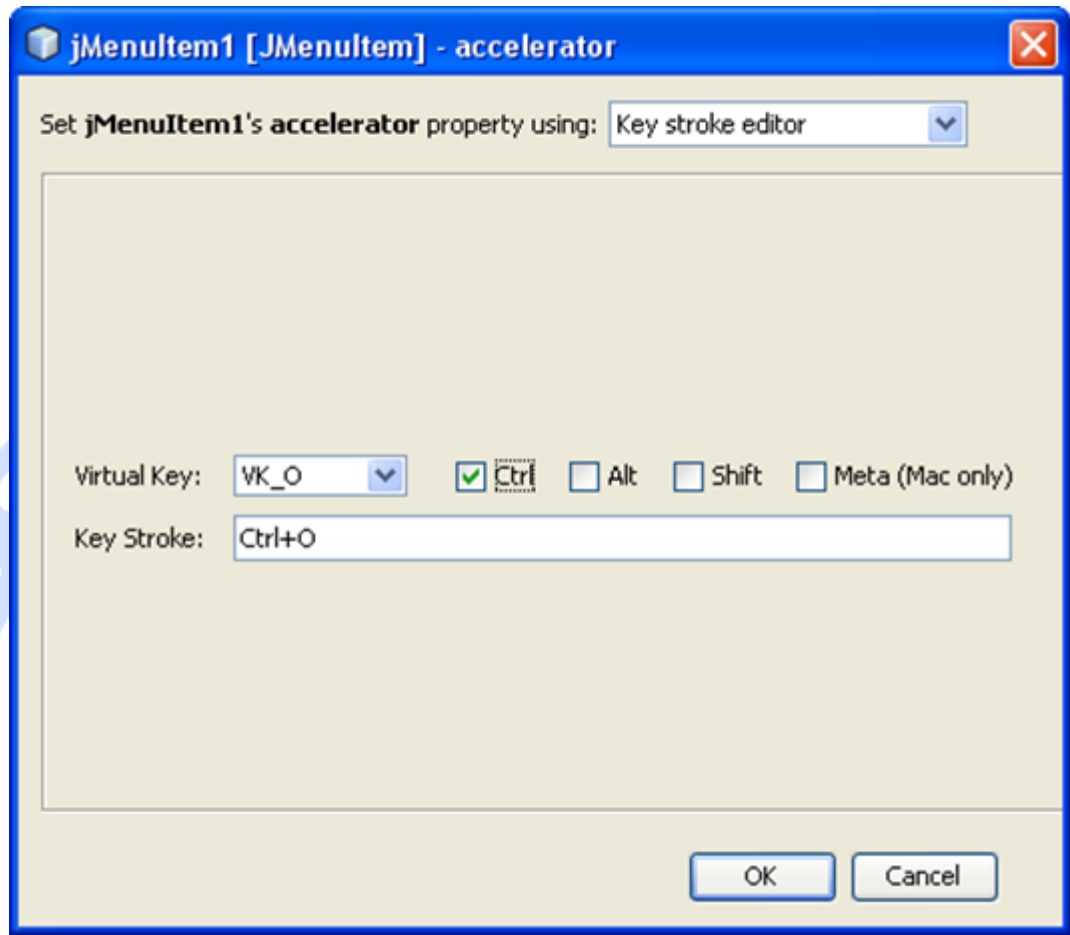 jMenuItem1 [JMenuItem] - accelerator
Set jMenuItem1's accelerator property using: Key stroke editor
Virtual Key: VK_O Ctrl Alt Shift Meta (Mac only)
Key Stroke: Ctrl+O
OK Cancel